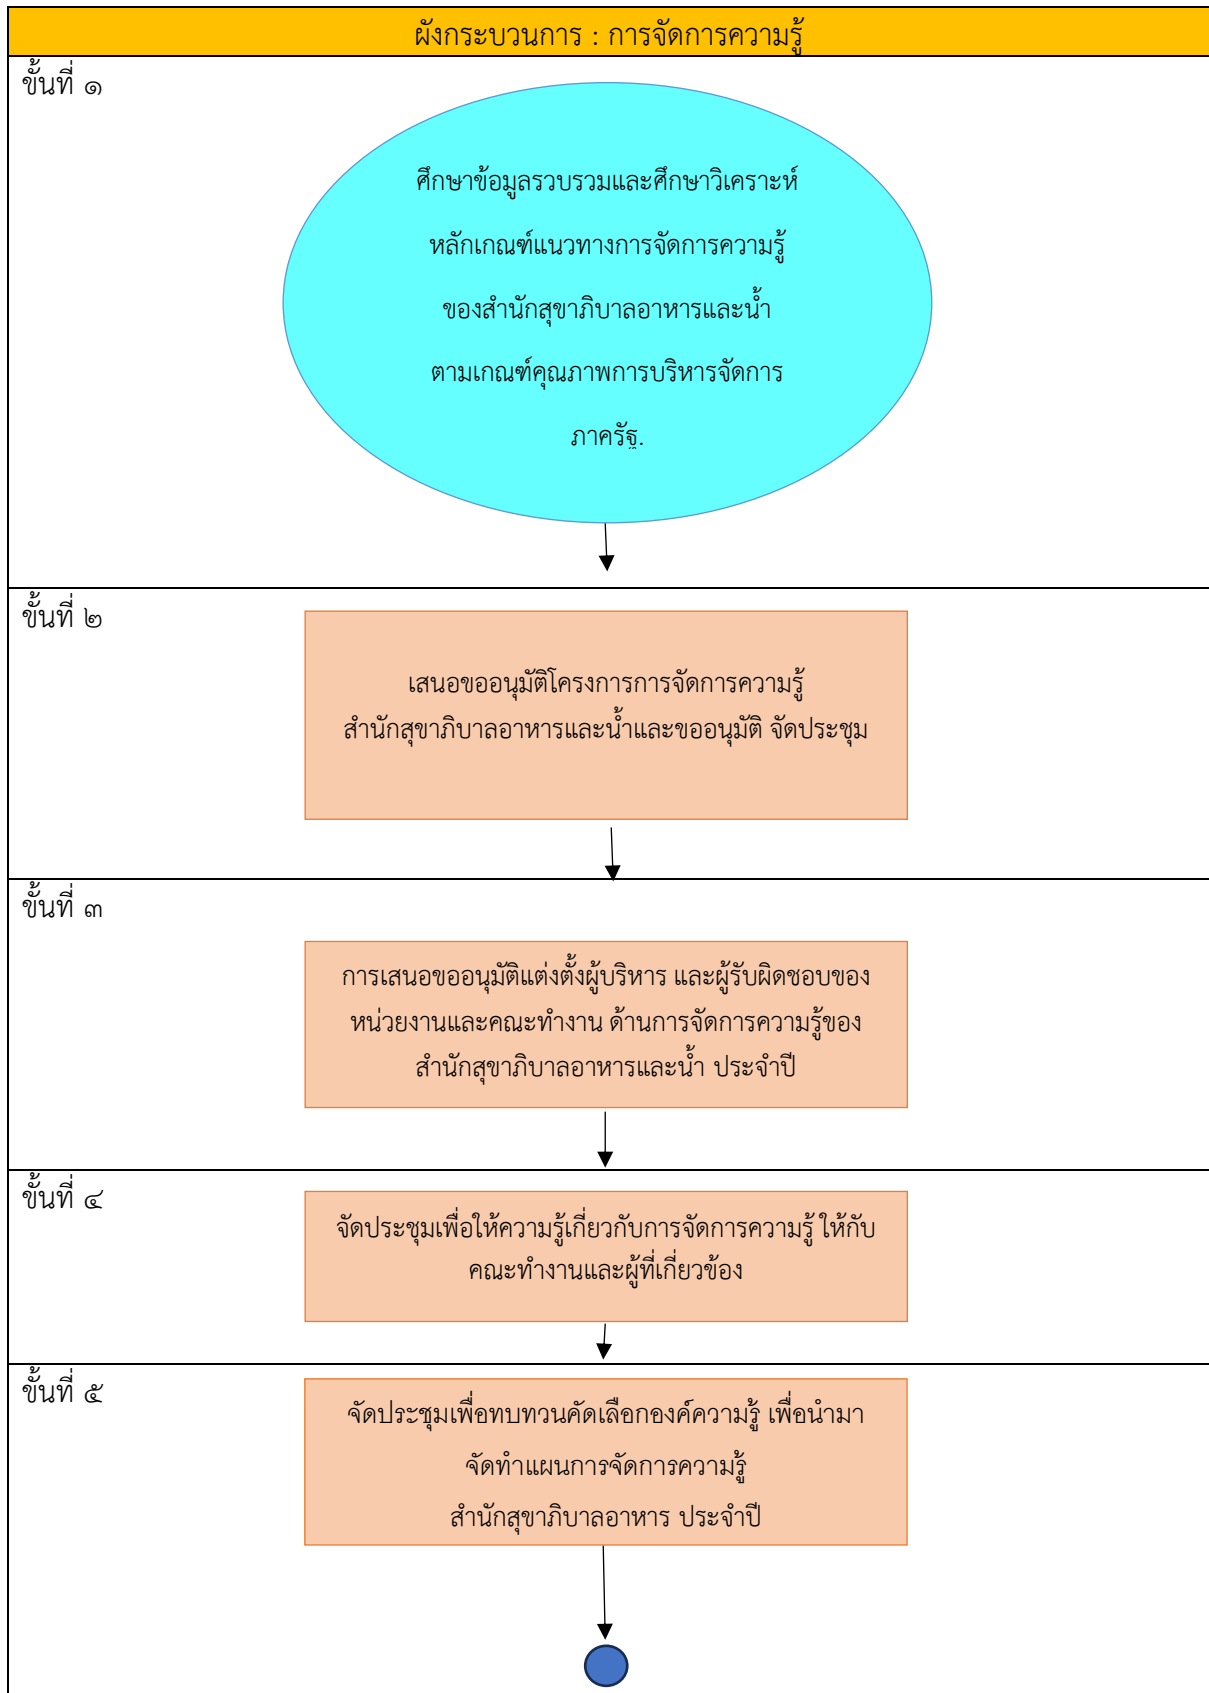 ผังกระบวนการ : การจัดการความรู้
ขั้นที่ ๑
ศึกษาข้อมูลรวบรวมและศึกษาวิเคราะห์
หลักเกณฑ์แนวทางการจัดการความรู้
ของสำนักสุขาภิบาลอาหารและน้ำ
ตามเกณฑ์คุณภาพการบริหารจัดการ
ภาครัฐ.
ขั้นที่ ๒
เสนอขออนุมัติโครงการการจัดการความรู้
สำนักสุขาภิบาลอาหารและน้ำและขออนุมัติ จัดประชุม
ขั้นที่ ๓
การเสนอขออนุมัติแต่งตั้งผู้บริหาร และผู้รับผิดชอบของ
หน่วยงานและคณะทำงาน ด้านการจัดการความรู้ของ
สำนักสุขาภิบาลอาหารและน้ำ ประจำปี
ขั้นที่ ๔
จัดประชุมเพื่อให้ความรู้เกี่ยวกับการจัดการความรู้ ให้กับ
คณะทำงานและผู้ที่เกี่ยวข้อง
ขั้นที่ ๕
จัดประชุมเพื่อทบทวนคัดเลือกองค์ความรู้ เพื่อนำมา
จัดทำแผนการจัดการความรู้
สำนักสุขาภิบาลอาหาร ประจำปี